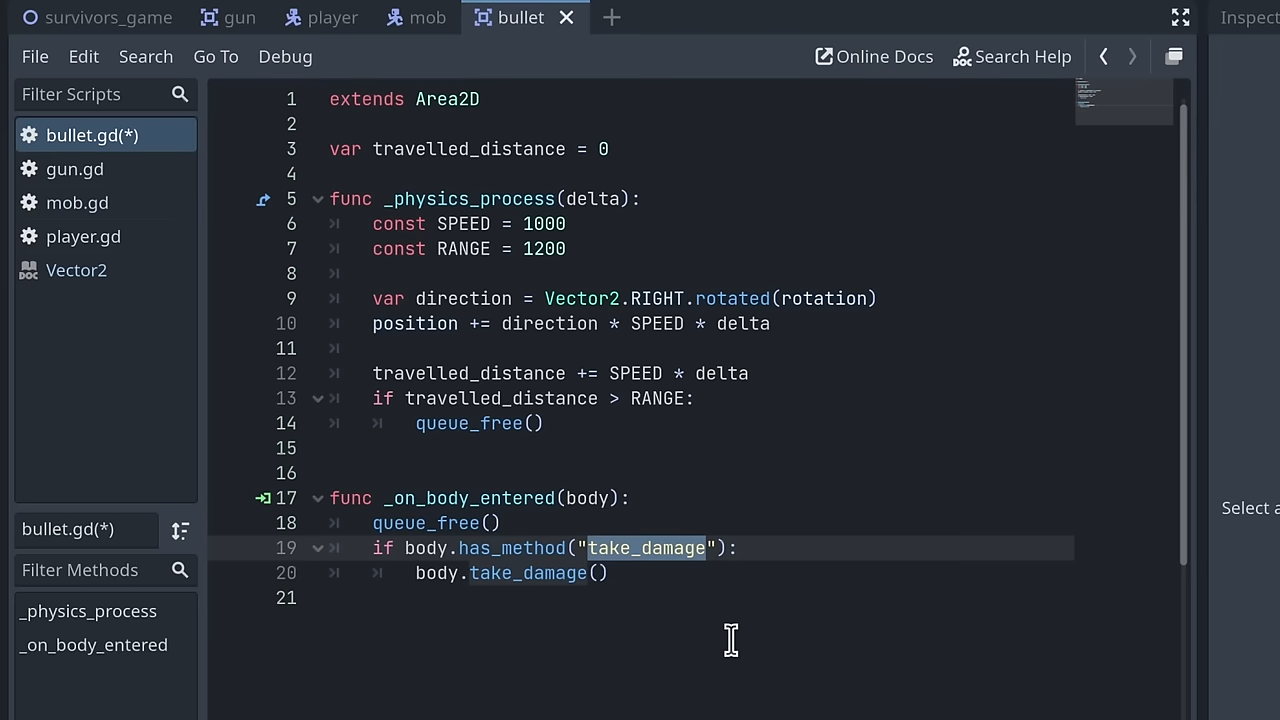 survivors_game gun player mob bullet
Inspect
File Edit Search Go To Debug Online Docs Search Help
Filter Scripts
bullet.gd(*)
gun.gd
mob.gd
player.gd
Vector2
bullet.gd(*)
Filter Methods
_physics_process
_on_body_entered
1 extends Area2D
2
3 var travelled_distance = 0
4
5 func _physics_process(delta):
6 const SPEED = 1000
7 const RANGE = 1200
8
9 var direction = Vector2.RIGHT.rotated(rotation)
10 position += direction * SPEED * delta
11
12 travelled_distance += SPEED * delta
13 if travelled_distance > RANGE:
14 queue_free()
15
16
17 func _on_body_entered(body):
18 queue_free()
19 if body.has_method("take_damage"):
20 body.take_damage()
21
Select a